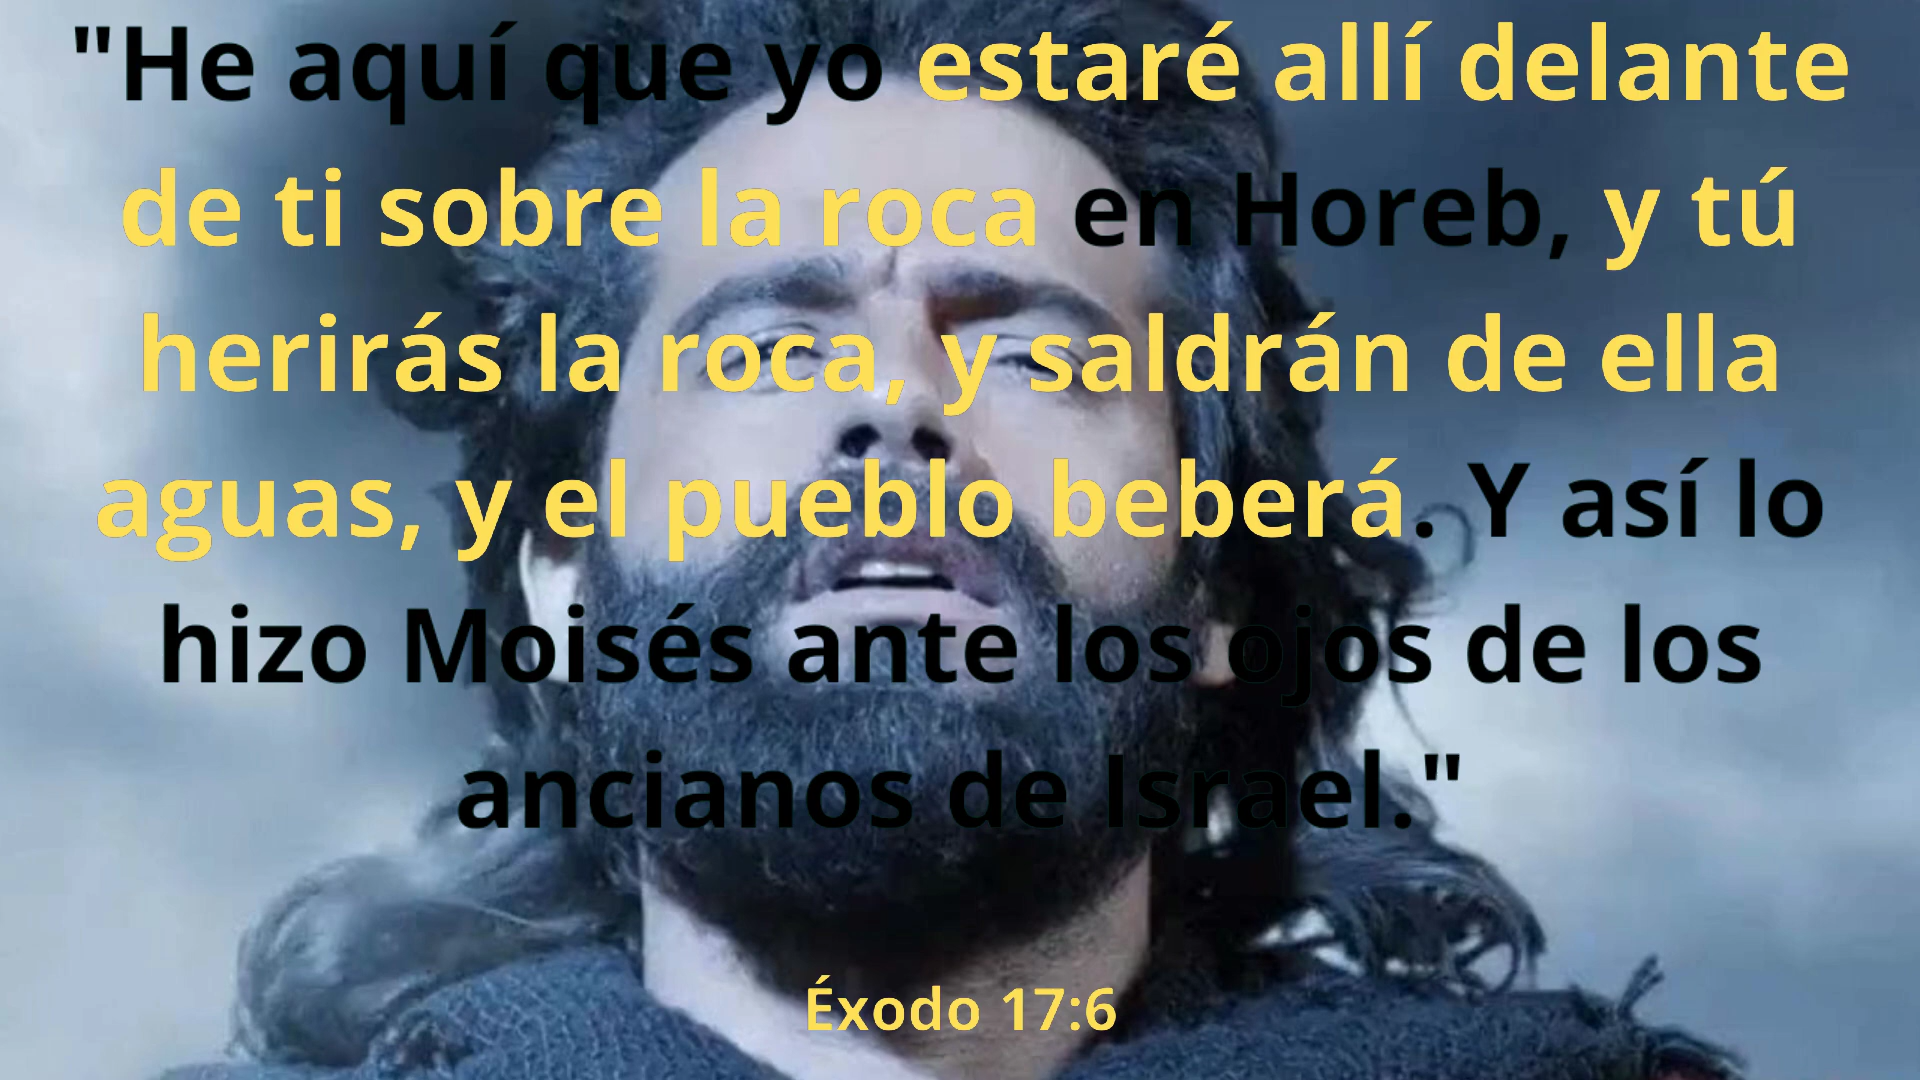 "He aquí que yo estaré allí delante
de ti sobre la roca en Horeb, y tú
herirás la roca, y saldrán de ella
aguas, y el pueblo beberá. Y así lo
hizo Moisés ante los ojos de los
ancianos de Israel."
Éxodo 17:6